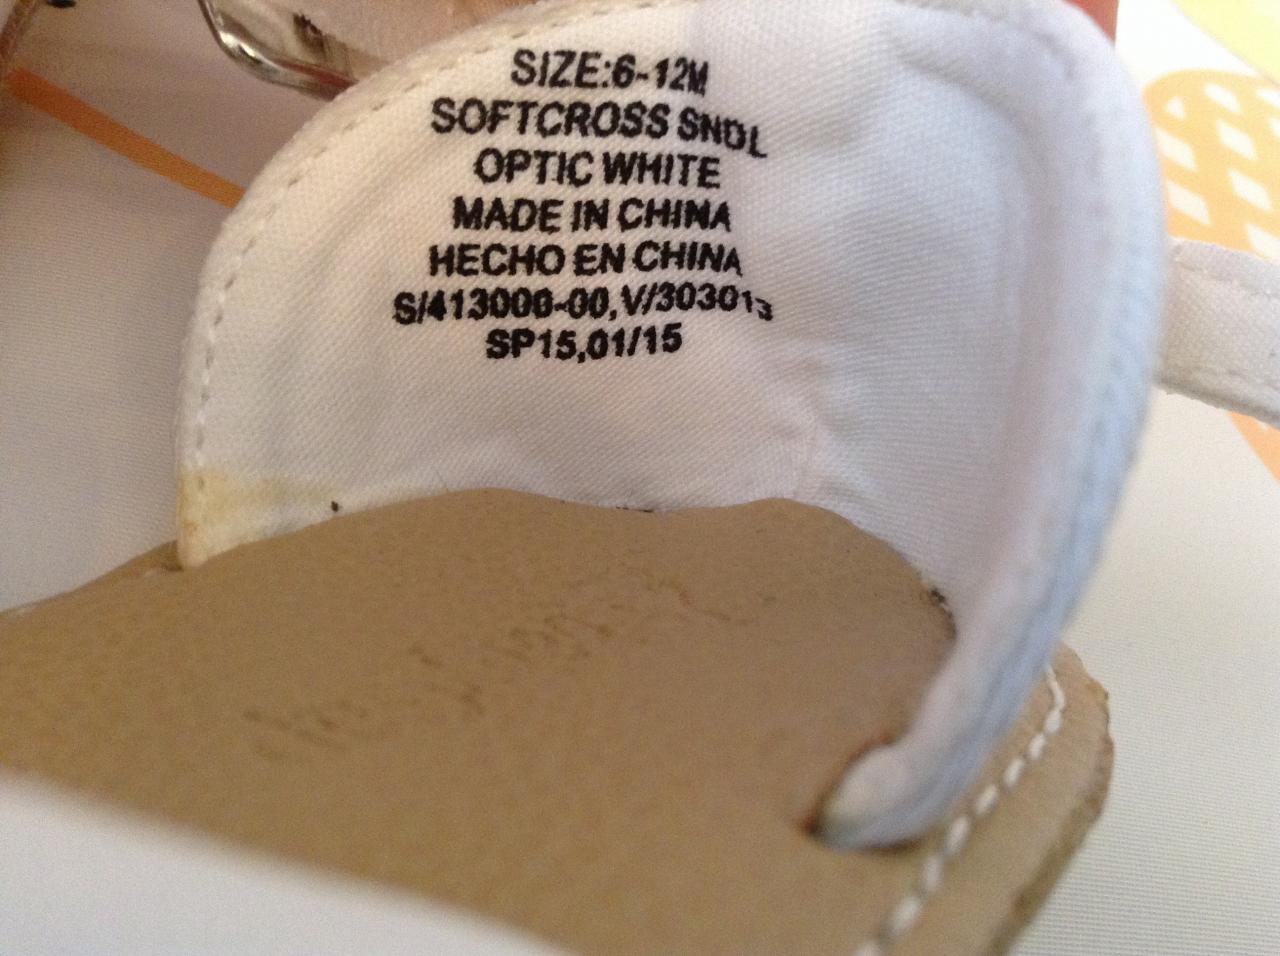 SIZE:6-12M
SOFTCROSS SNDL
OPTIC WHITE
MADE IN CHINA
HECHO EN CHINA
S/413006-00,V/303013
SP15,01/15